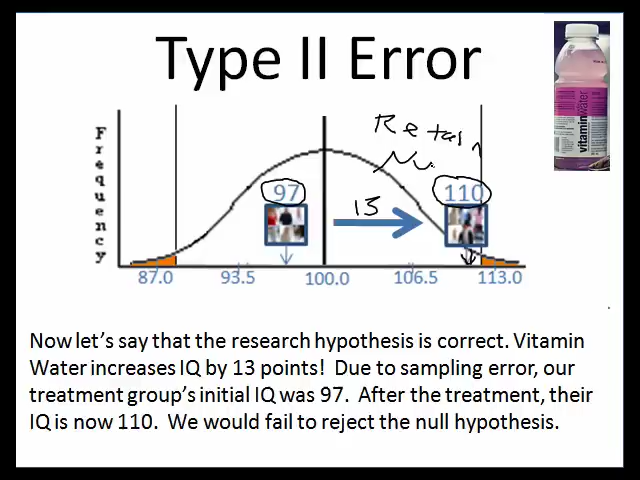 Type II Error
Frequency
Retain
Nu
97
13
110
87.0 93.5 100.0 106.5 113.0
vitaminwater
Now let's say that the research hypothesis is correct. Vitamin
Water increases IQ by 13 points! Due to sampling error, our
treatment group's initial IQ was 97. After the treatment, their
IQ is now 110. We would fail to reject the null hypothesis.